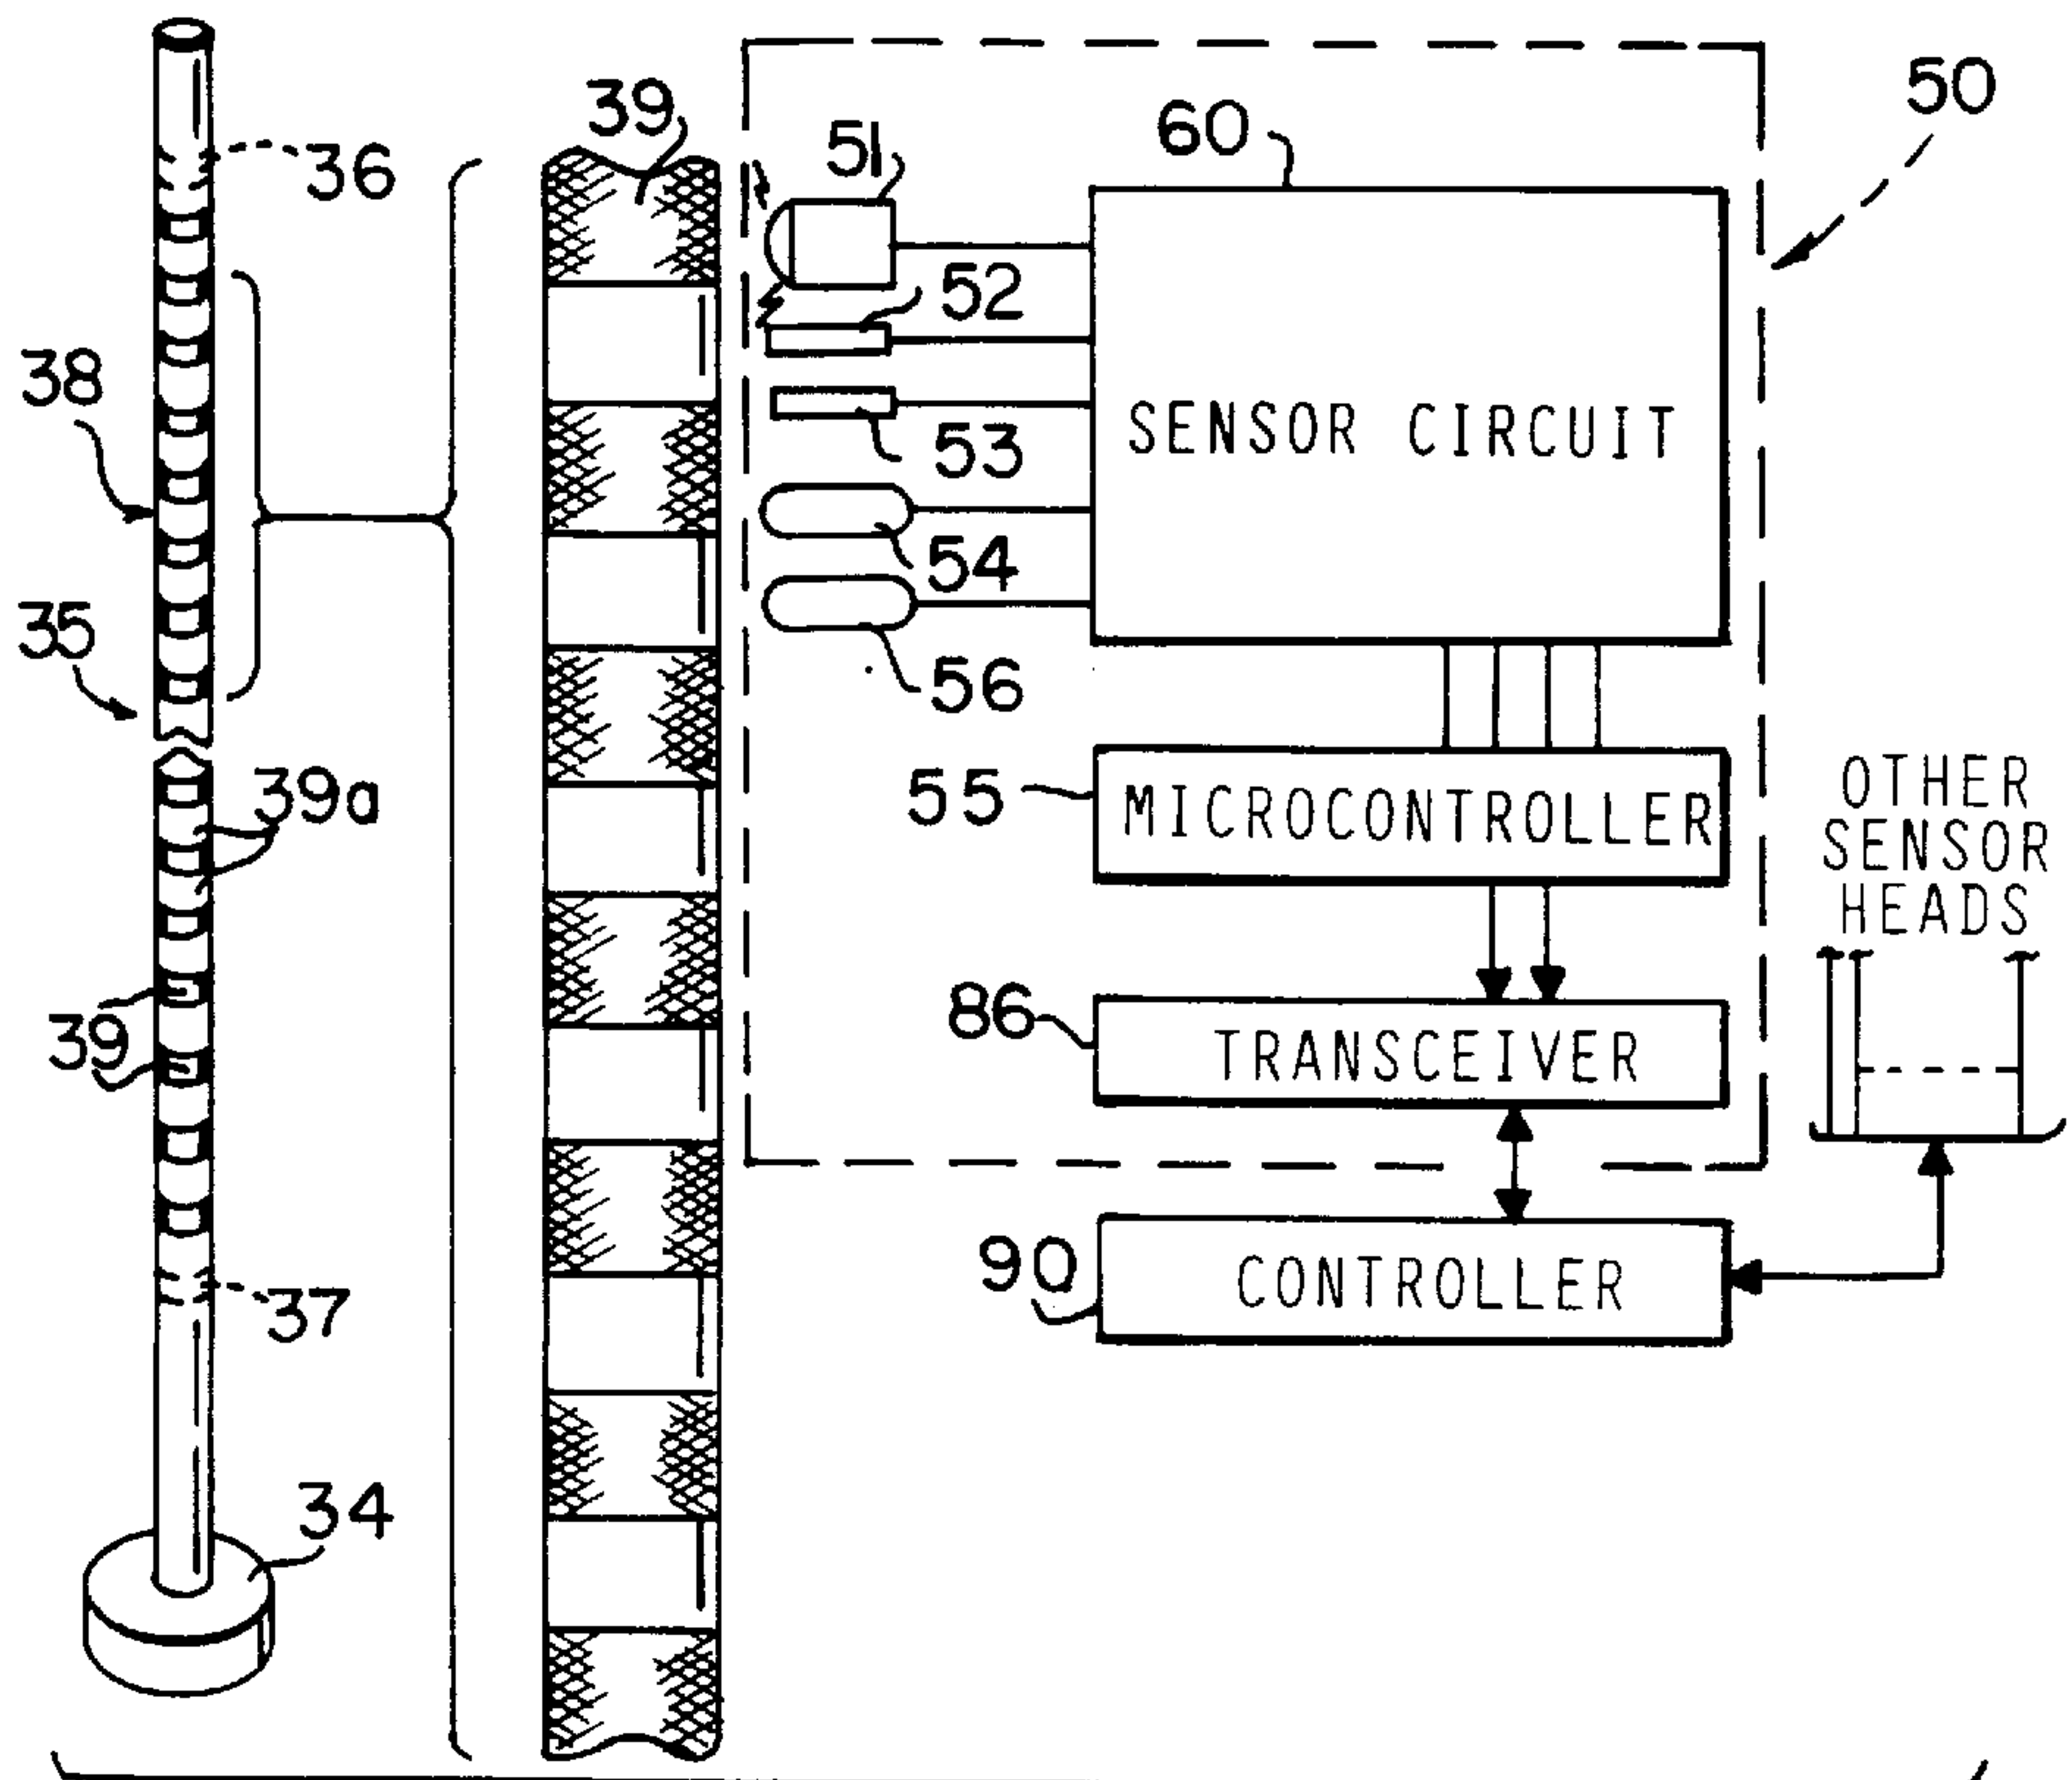 50
39
60
51
36
52
38
SENSOR CIRCUIT
53
54
35
56
OTHER
SENSOR
HEADS
39a
55
MICROCONTROLLER
86
TRANSCEIVER
39
90
CONTROLLER
37
34